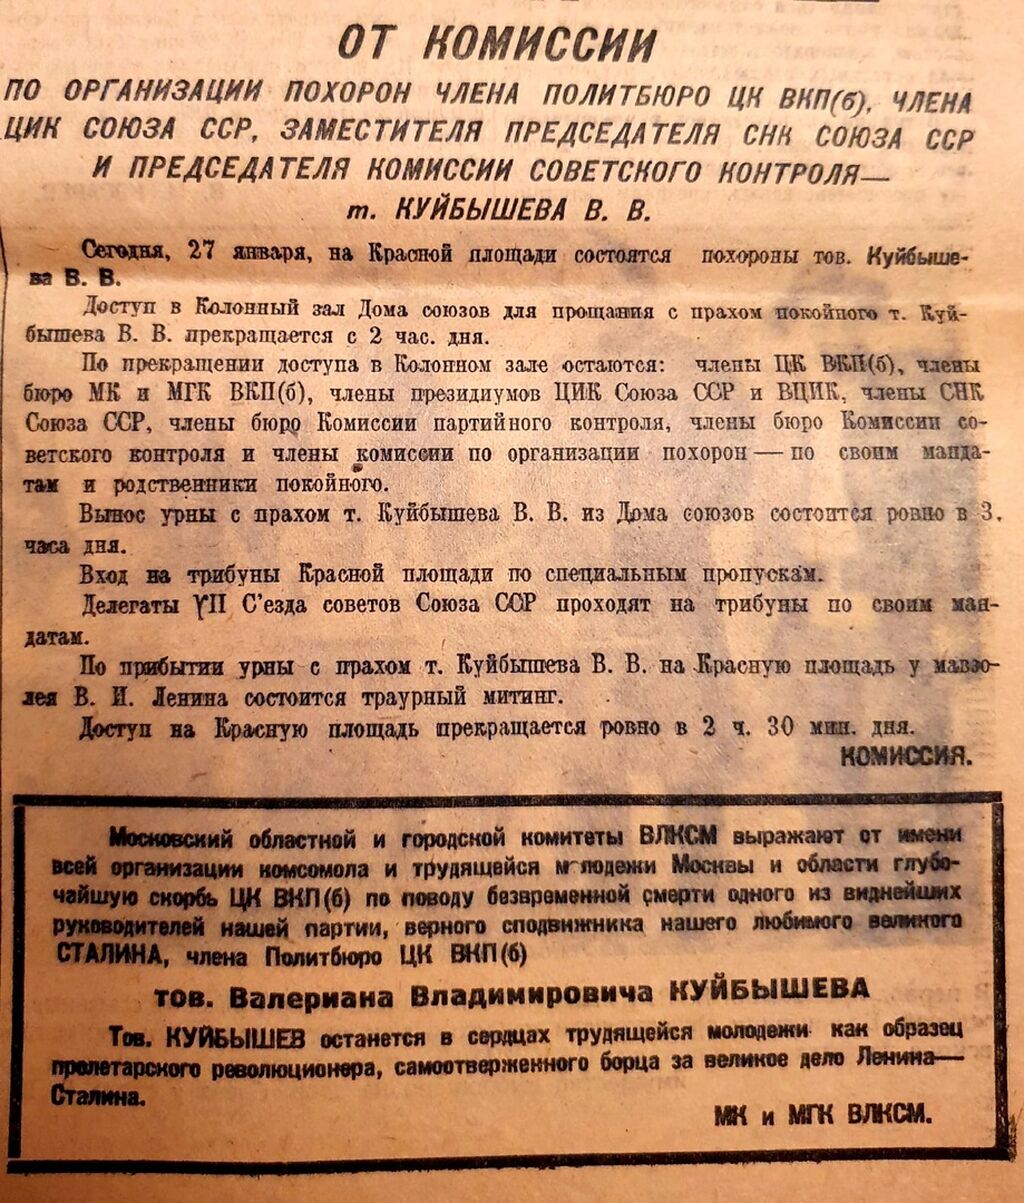 ОТ КОМИССИИ
ПО ОРГАНИЗАЦИИ ПОХОРОН ЧЛЕНА ПОЛИТБЮРО ЦК ВКП(б), ЧЛЕНА
ЦИК СОЮЗА ССР, ЗАМЕСТИТЕЛЯ ПРЕДСЕДАТЕЛЯ СНК СОЮЗА ССР
И ПРЕДСЕДАТЕЛЯ КОМИССИИ СОВЕТСКОГО КОНТРОЛЯ—
т. КУЙБЫШЕВА В. В.
Сегодня, 27 января, на Красной площади состоятся похороны тов. Куйбыше-
ва В. В.
Доступ в Колонный зал Дома союзов для прощания с прахом покойного т. Куй-
бышева В. В. прекращается с 2 час. дня.
По прекращении доступа в Колонном зале остаются: члены ЦК ВКП(б), члены
бюро МК и МГК ВКП(б), члены президиумов ЦИК Союза ССР и ВЦИК, члены СНК
Союза ССР, члены бюро Комиссии партийного контроля, члены бюро Комиссии со-
ветского контроля и члены комиссии по организации похорон — по своим манда-
там и родственники покойного.
Вынос урны с прахом т. Куйбышева В. В. из Дома союзов состоится ровно в 3.
часа дня.
Вход на трибуны Красной площади по специальным пропускам.
Делегаты VII С'езда советов Союза ССР проходят на трибуны по своим ман-
датам.
По прибытии урны с прахом т. Куйбышева В. В. на Красную площадь у мавзо-
лея В. И. Ленина состоится траурный митинг.
Доступ на Красную площадь прекращается ровно в 2 ч. 30 мин. дня.
КОМИССИЯ.
Московский областной и городской комитеты ВЛКСМ выражают от имени
всей организации комсомола и трудящейся молодежи Москвы и области глубо-
чайшую скорбь ЦК ВКП(б) по поводу безвременной смерти одного из виднейших
руководителей нашей партии, верного сподвижника нашего любимого великого
СТАЛИНА, члена Политбюро ЦК ВКП(б)
тов. Валериана Владимировича КУЙБЫШЕВА
Тов. КУЙБЫШЕВ останется в сердцах трудящейся молодежи как образец
пролетарского революционера, самоотверженного борца за великое дело Ленина—
Сталина.
МК и МГК ВЛКСМ.